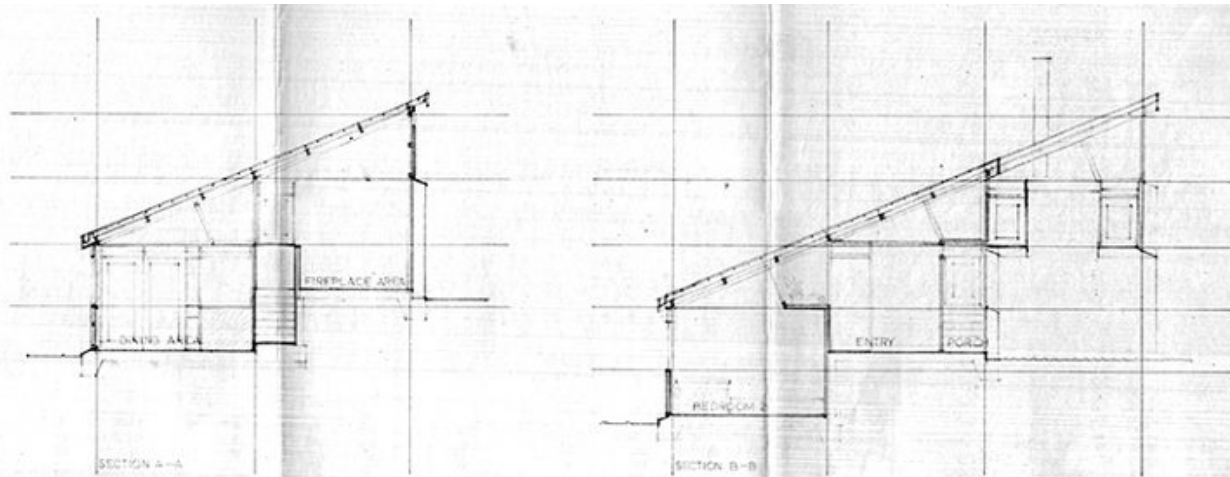 FIREPLACE AREA
DINING AREA
SECTION A-A
ENTRY
PORCH
BEDROOM 2
SECTION B-B